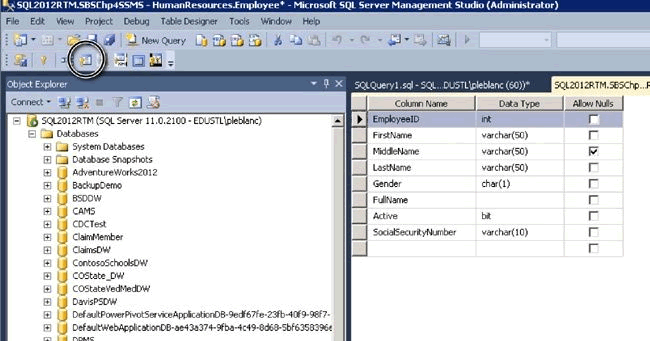 SQL2012RTM.SBSChp4SSMS - HumanResources.Employee* - Microsoft SQL Server Management Studio (Administrator)
File Edit View Project Debug Table Designer Tools Window Help
New Query
SQLQuery1.sql - SQL...DUSTL\pleblanc (60))* SQL2012RTM.SBSChp...
Object Explorer
Column Name Data Type Allow Nulls
Connect
EmployeeID int
SQL2012RTM (SQL Server 11.0.2100 - EDUSTL\pleblanc)
FirstName varchar(50)
Databases
MiddleName varchar(50)
System Databases
LastName varchar(50)
Database Snapshots
Gender char(1)
AdventureWorks2012
FullName
BackupDemo
Active bit
BSDDW
SocialSecurityNumber varchar(10)
CAMS
CDCTest
ClaimMember
ClaimsDW
ContosoSchoolsDW
COState_DW
COStateVedMedDW
DavisPSDW
DefaultPowerPivotServiceApplicationDB-9edf67fe-23fb-40f9-98f7-
DefaultWebApplicationDB-ae43a374-9fba-4c49-8d68-5bf6358396e